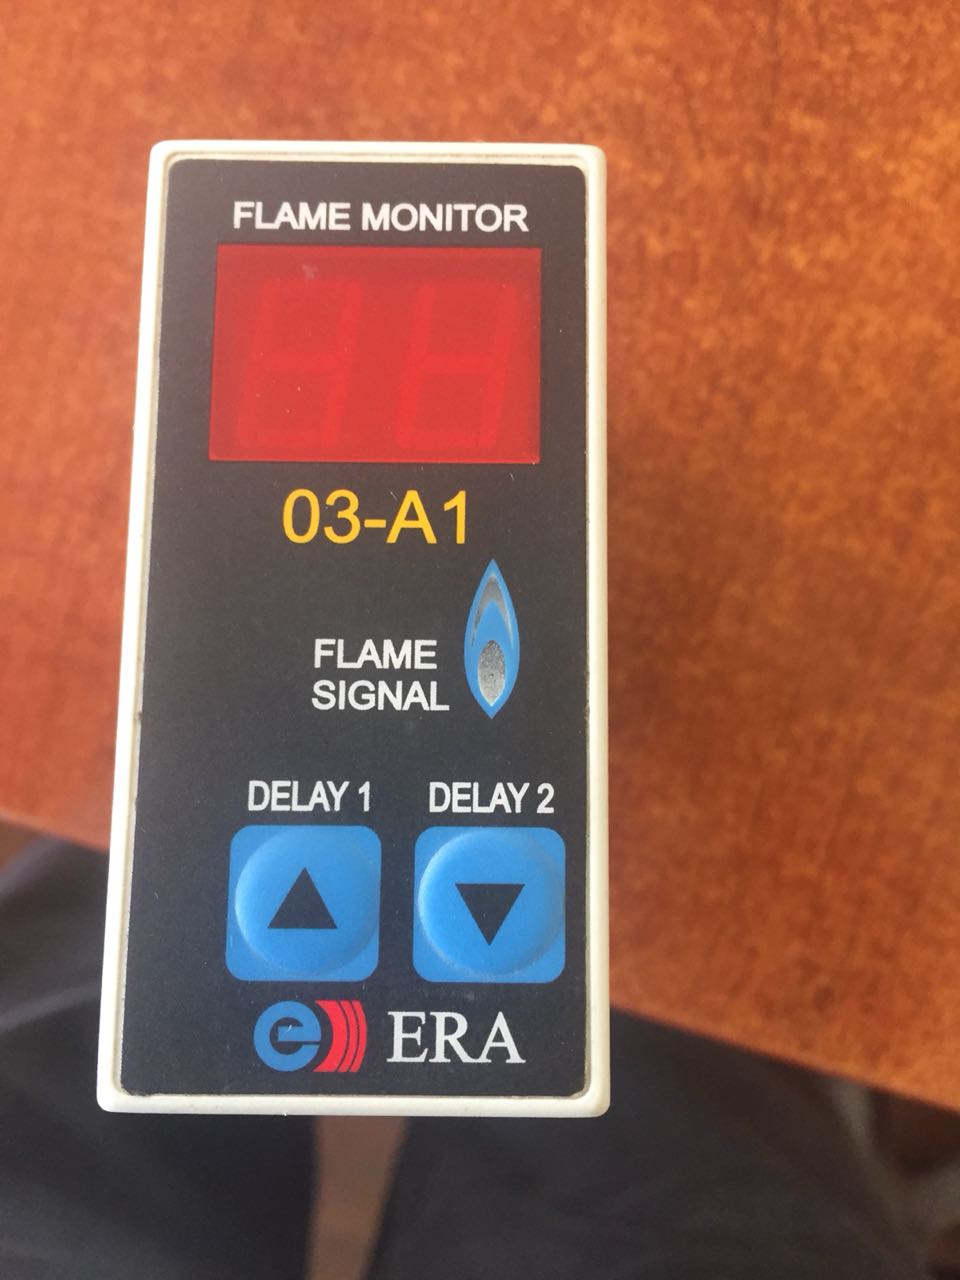 FLAME MONITOR
03-A1
FLAME
SIGNAL
DELAY 1 DELAY 2
e ERA